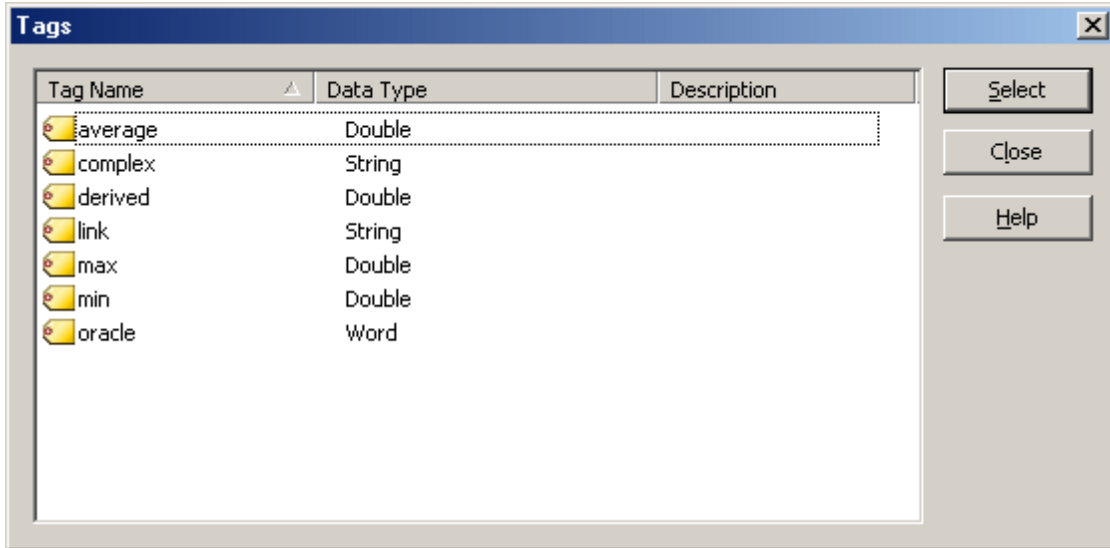 Tags
Tag Name Data Type Description
average Double
complex String
derived Double
link String
max Double
min Double
oracle Word
Select
Close
Help